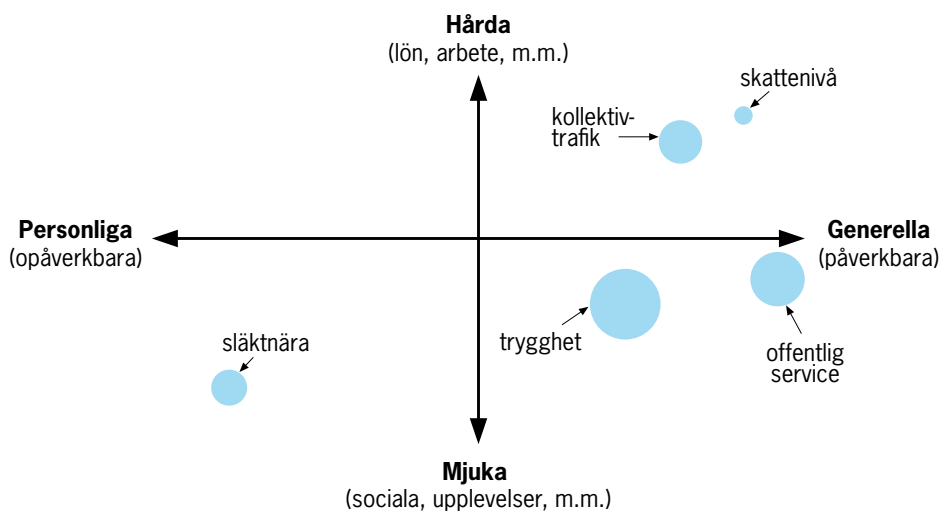 Hårda
(lön, arbete, m.m.)
skattenivå
kollektiv-
trafik
Personliga
(opåverkbara)
Generella
(påverkbara)
släktnära
trygghet
offentlig
service
Mjuka
(sociala, upplevelser, m.m.)